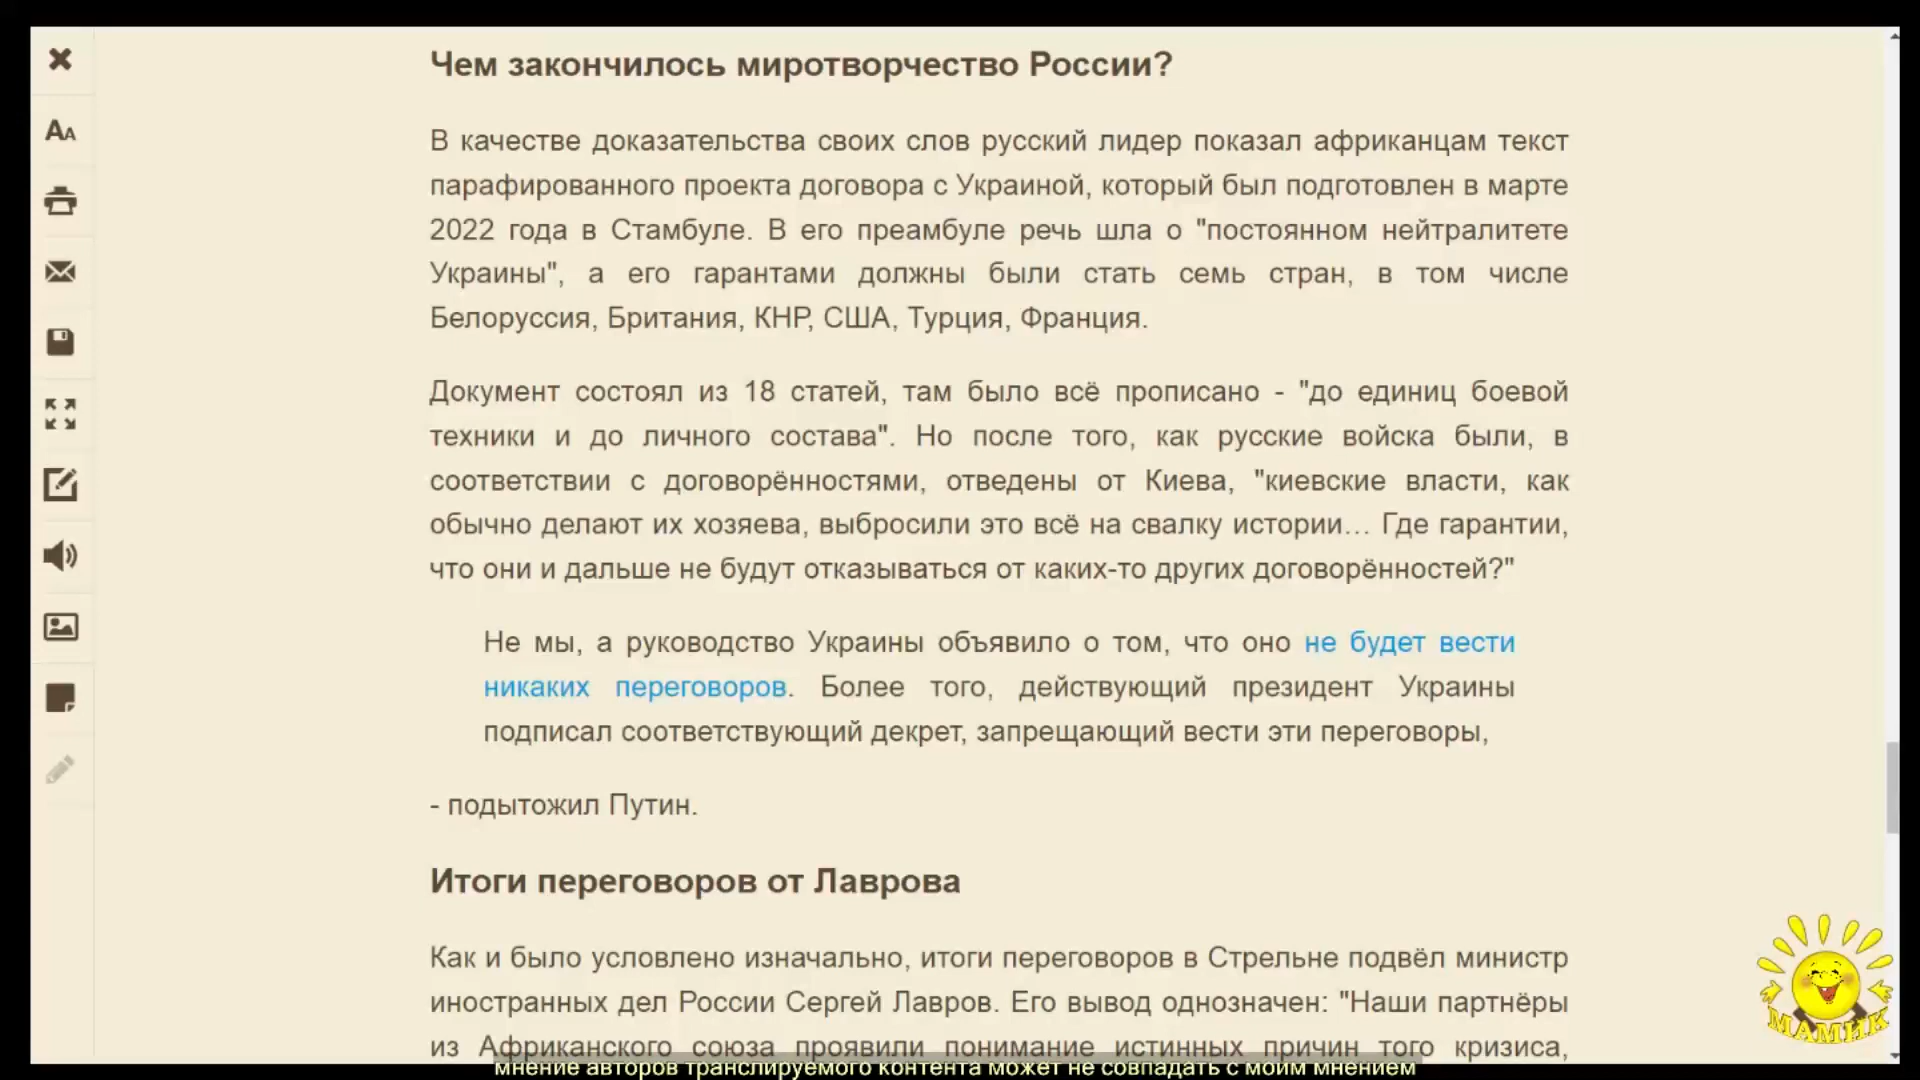 Чем закончилось миротворчество России?
В качестве доказательства своих слов русский лидер показал африканцам текст
парафированного проекта договора с Украиной, который был подготовлен в марте
2022 года в Стамбуле. В его преамбуле речь шла о "постоянном нейтралитете
Украины", а его гарантами должны были стать семь стран, в том числе
Белоруссия, Британия, КНР, США, Турция, Франция.
Документ состоял из 18 статей, там было всё прописано - "до единиц боевой
техники и до личного состава". Но после того, как русские войска были, в
соответствии с договорённостями, отведены от Киева, "киевские власти, как
обычно делают их хозяева, выбросили это всё на свалку истории… Где гарантии,
что они и дальше не будут отказываться от каких-то других договорённостей?"
Не мы, а руководство Украины объявило о том, что оно не будет вести
никаких переговоров. Более того, действующий президент Украины
подписал соответствующий декрет, запрещающий вести эти переговоры,
- подытожил Путин.
Итоги переговоров от Лаврова
Как и было условлено изначально, итоги переговоров в Стрельне подвёл министр
иностранных дел России Сергей Лавров. Его вывод однозначен: "Наши партнёры
из Африканского союза проявили понимание истинных причин того кризиса,
мнение авторов транслируемого контента может не совпадать с моим мнением
МАМИК